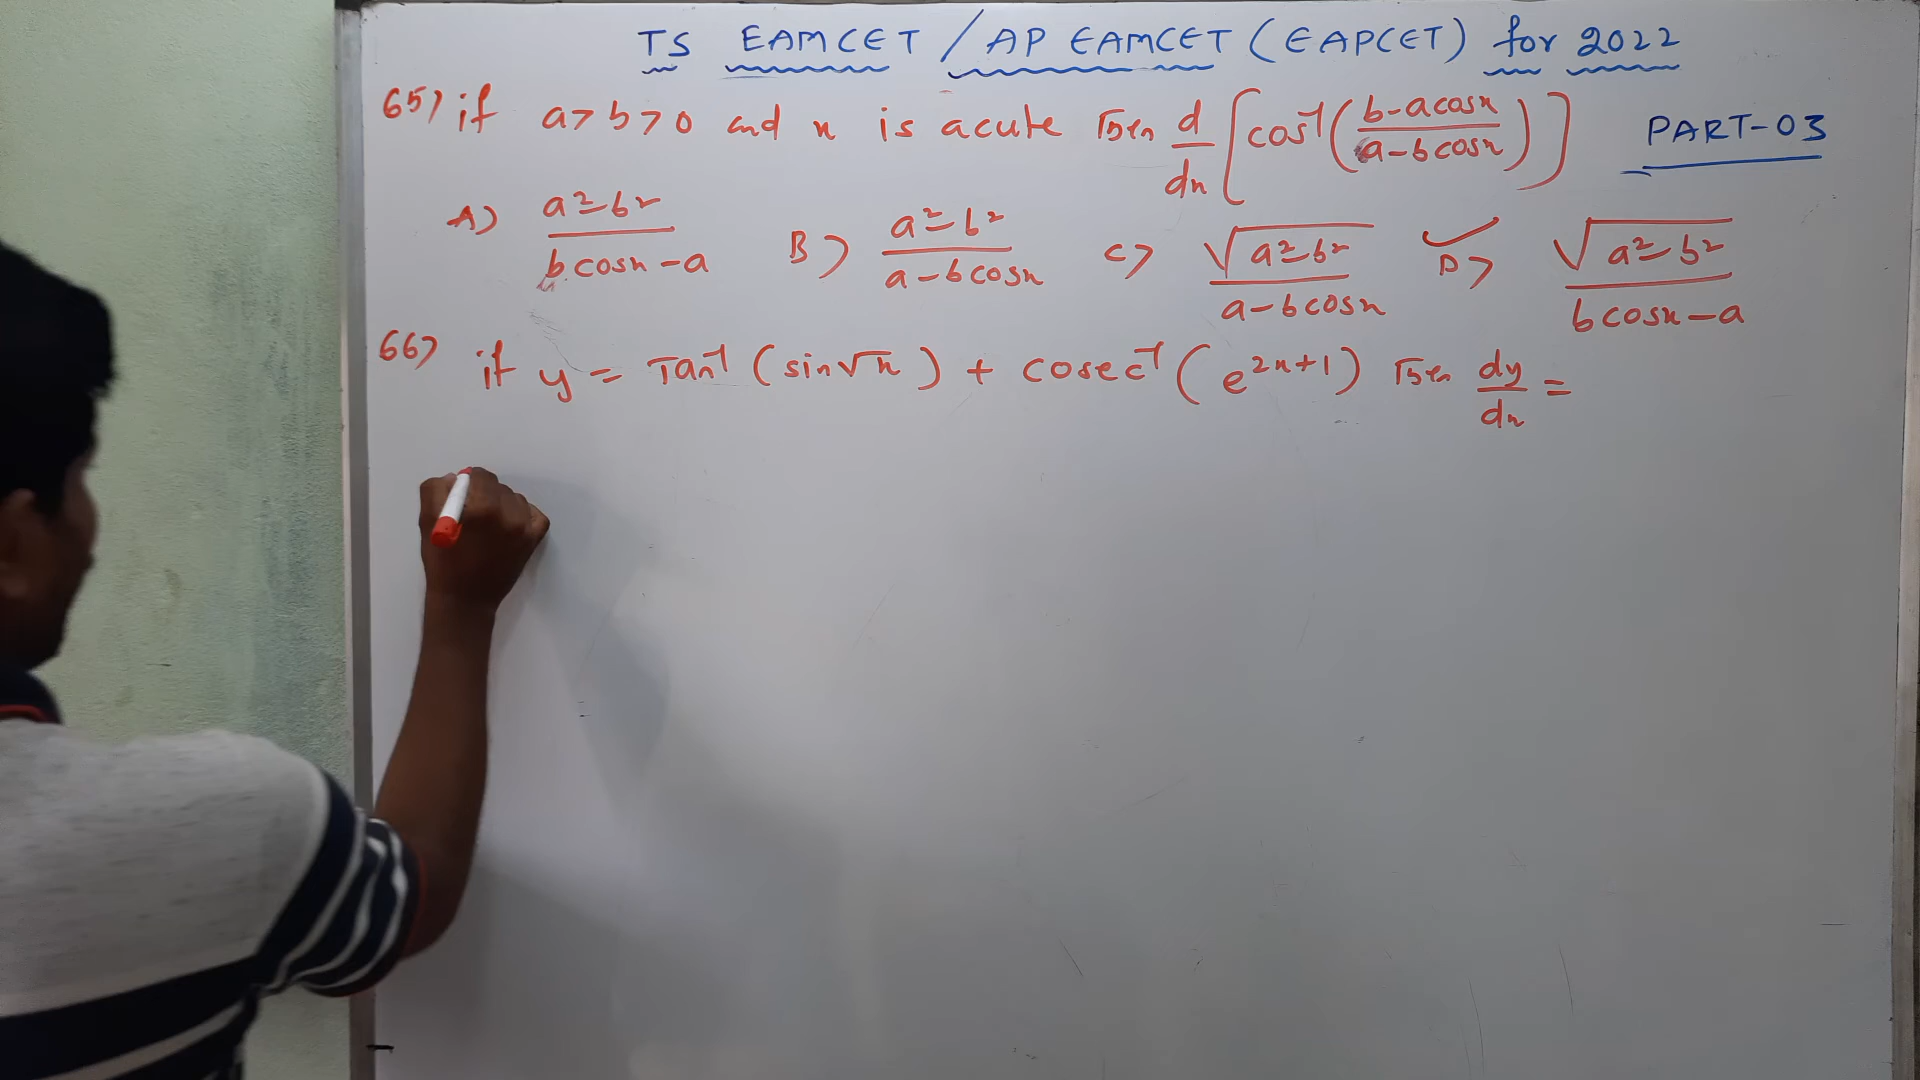 TS EAMCET / AP EAMCET (EAPCET) for 2022
65) if a>b>0 and x is acute Then d/dx [cos⁻¹((b-acosx)/(a-bcosx))] PART-03
A) (a²-b²)/(bcosx-a) B) (a²-b²)/(a-bcosx) C) √(a²-b²)/(a-bcosx) ✓D) √(a²-b²)/(bcosx-a)
66) if y = Tan⁻¹(sin√x) + cosec⁻¹(e^(2x+1)) Then dy/dx =